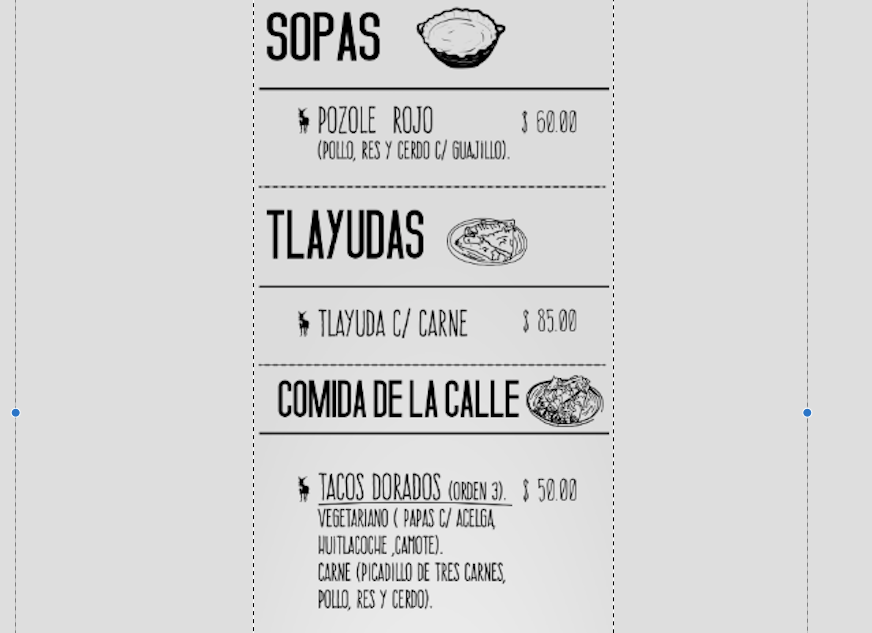 SOPAS
POZOLE ROJO $ 60.00
(POLLO, RES Y CERDO C/ GUAJILLO).
TLAYUDAS
TLAYUDA C/ CARNE $ 85.00
COMIDA DE LA CALLE
TACOS DORADOS (ORDEN 3). $ 50.00
VEGETARIANO ( PAPAS C/ ACELGA,
HUITLACOCHE ,CAMOTE).
CARNE (PICADILLO DE TRES CARNES,
POLLO, RES Y CERDO).